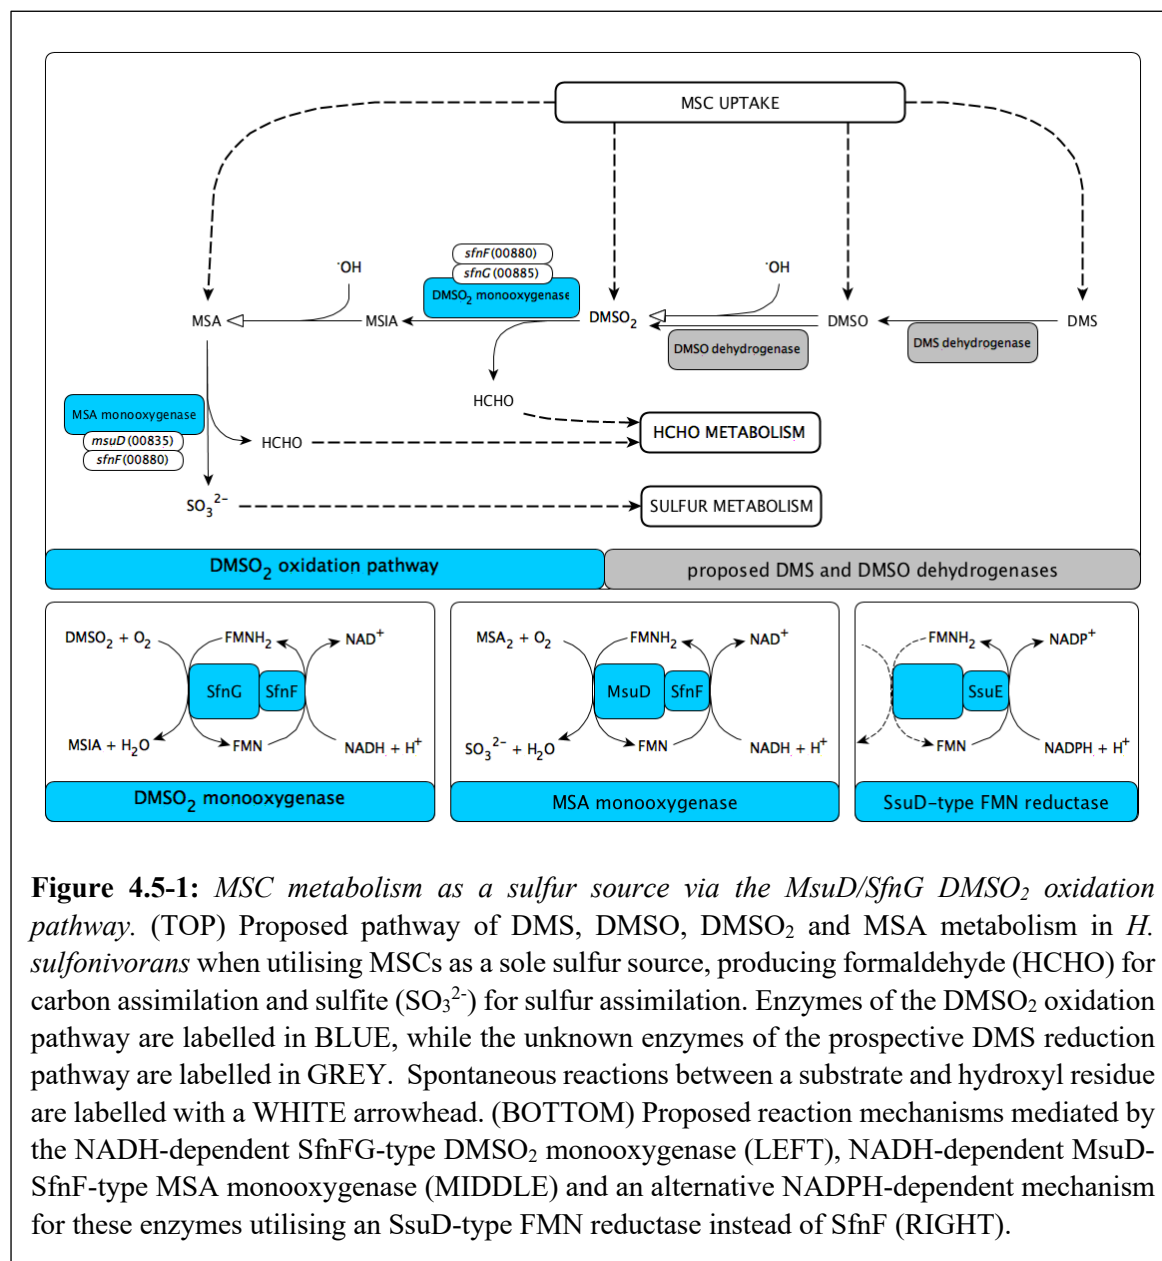 MSC UPTAKE
sfnF(00880)
sfnG(00885)
DMSO₂ monooxygenase
·OH
·OH
MSA
MSIA
DMSO₂
DMSO
DMS
DMSO dehydrogenase
DMS dehydrogenase
HCHO
MSA monooxygenase
msuD(00835)
sfnF(00880)
HCHO
HCHO METABOLISM
SO₃²⁻
SULFUR METABOLISM
DMSO₂ oxidation pathway
proposed DMS and DMSO dehydrogenases
DMSO₂ + O₂
FMNH₂
NAD⁺
SfnG
SfnF
MSIA + H₂O
FMN
NADH + H⁺
DMSO₂ monooxygenase
MSA₂ + O₂
FMNH₂
NAD⁺
MsuD
SfnF
SO₃²⁻ + H₂O
FMN
NADH + H⁺
MSA monooxygenase
FMNH₂
NADP⁺
SsuE
FMN
NADPH + H⁺
SsuD-type FMN reductase
Figure 4.5-1: MSC metabolism as a sulfur source via the MsuD/SfnG DMSO₂ oxidation
pathway. (TOP) Proposed pathway of DMS, DMSO, DMSO₂ and MSA metabolism in H.
sulfonivorans when utilising MSCs as a sole sulfur source, producing formaldehyde (HCHO) for
carbon assimilation and sulfite (SO₃²⁻) for sulfur assimilation. Enzymes of the DMSO₂ oxidation
pathway are labelled in BLUE, while the unknown enzymes of the prospective DMS reduction
pathway are labelled in GREY. Spontaneous reactions between a substrate and hydroxyl residue
are labelled with a WHITE arrowhead. (BOTTOM) Proposed reaction mechanisms mediated by
the NADH-dependent SfnFG-type DMSO₂ monooxygenase (LEFT), NADH-dependent MsuD-
SfnF-type MSA monooxygenase (MIDDLE) and an alternative NADPH-dependent mechanism
for these enzymes utilising an SsuD-type FMN reductase instead of SfnF (RIGHT).